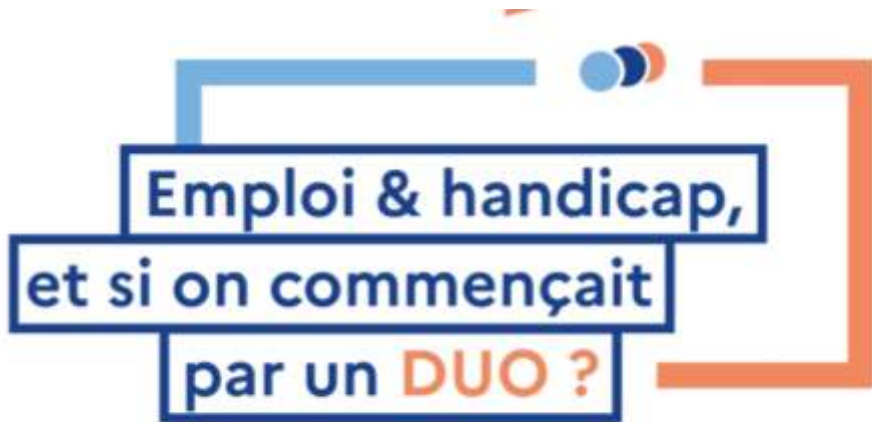 Emploi & handicap,
et si on commençait
par un DUO ?